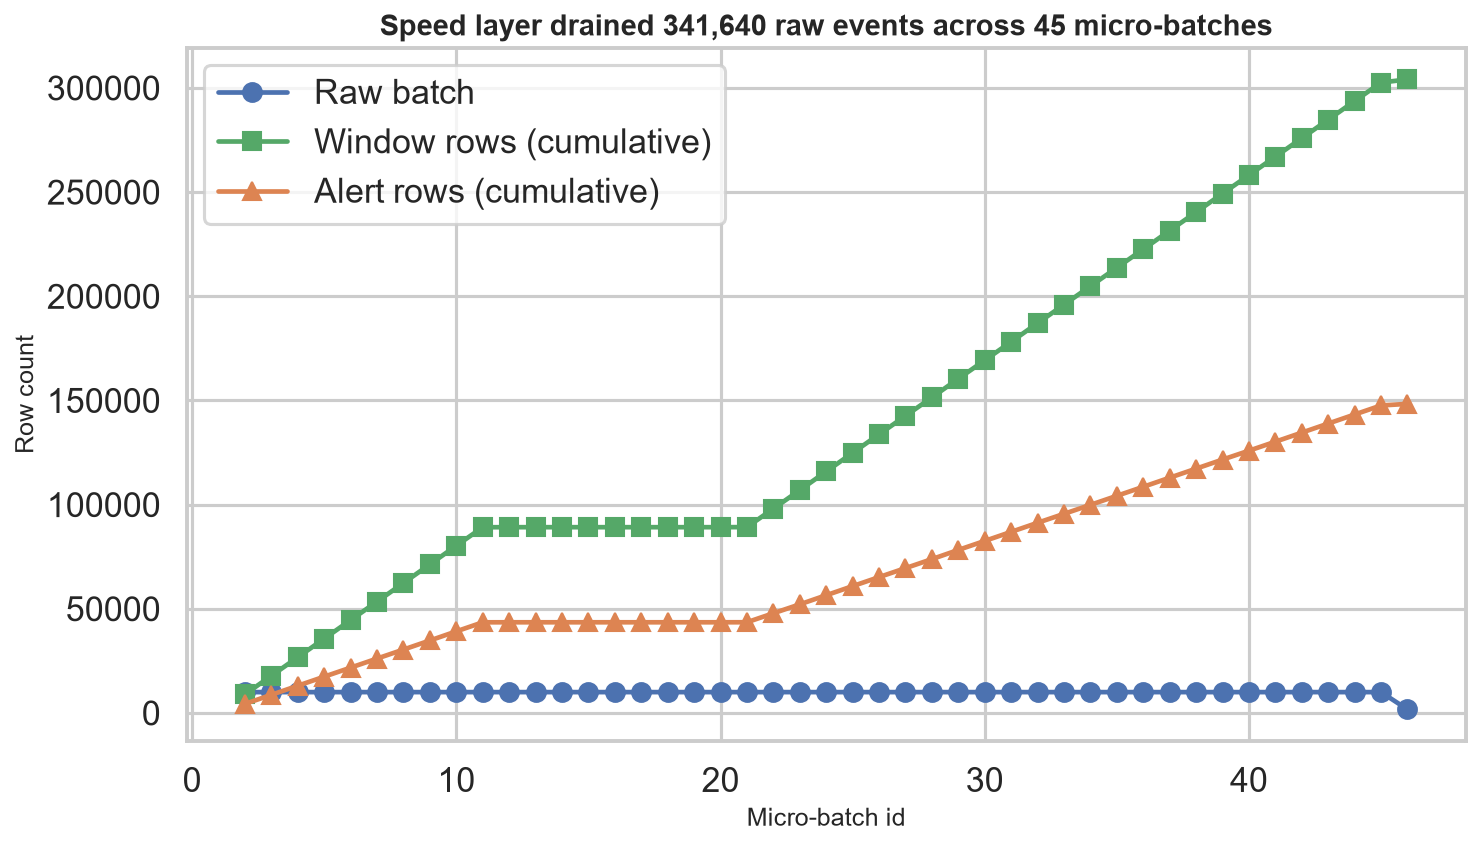 Speed layer drained 341,640 raw events across 45 micro-batches
Raw batch
Window rows (cumulative)
Alert rows (cumulative)
300000
250000
200000
150000
100000
50000
0
Row count
0 10 20 30 40
Micro-batch id